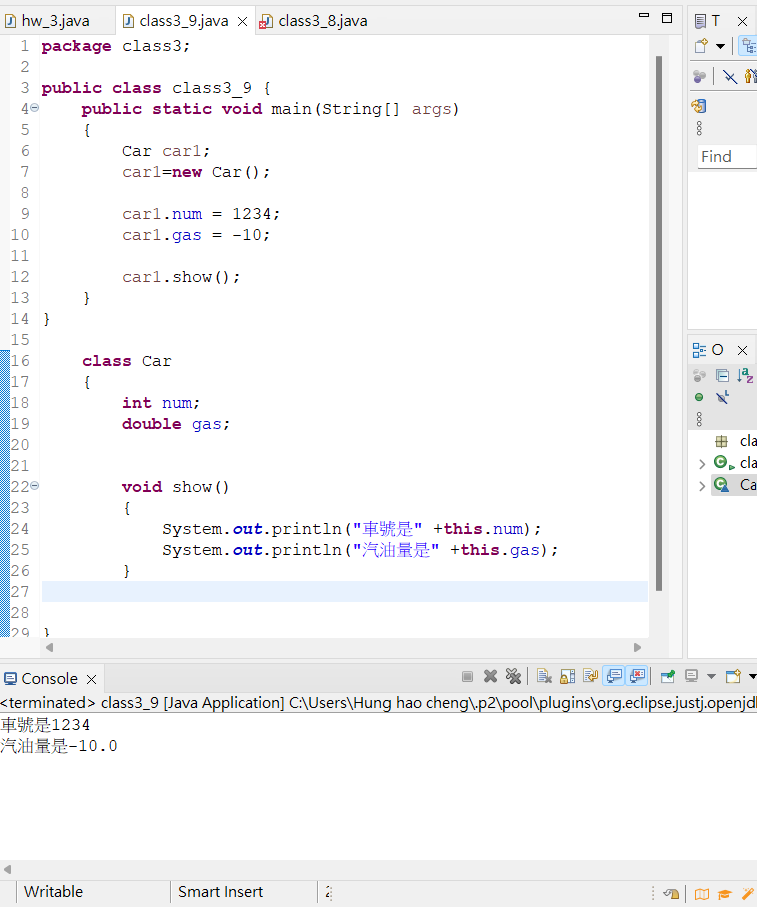 hw_3.java class3_9.java class3_8.java
T
1 package class3;
2
3 public class class3_9 {
4 public static void main(String[] args)
5 {
6 Car car1;
7 car1=new Car();
8
9 car1.num = 1234;
10 car1.gas = -10;
11
12 car1.show();
13 }
14 }
15
16 class Car
17 {
18 int num;
19 double gas;
20
21
22 void show()
23 {
24 System.out.println("車號是" +this.num);
25 System.out.println("汽油量是" +this.gas);
26 }
27
28
29 }
Find
O
cla
cla
Ca
Console
<terminated> class3_9 [Java Application] C:\Users\Hung hao cheng\.p2\pool\plugins\org.eclipse.justj.openjd
車號是1234
汽油量是-10.0
Writable Smart Insert